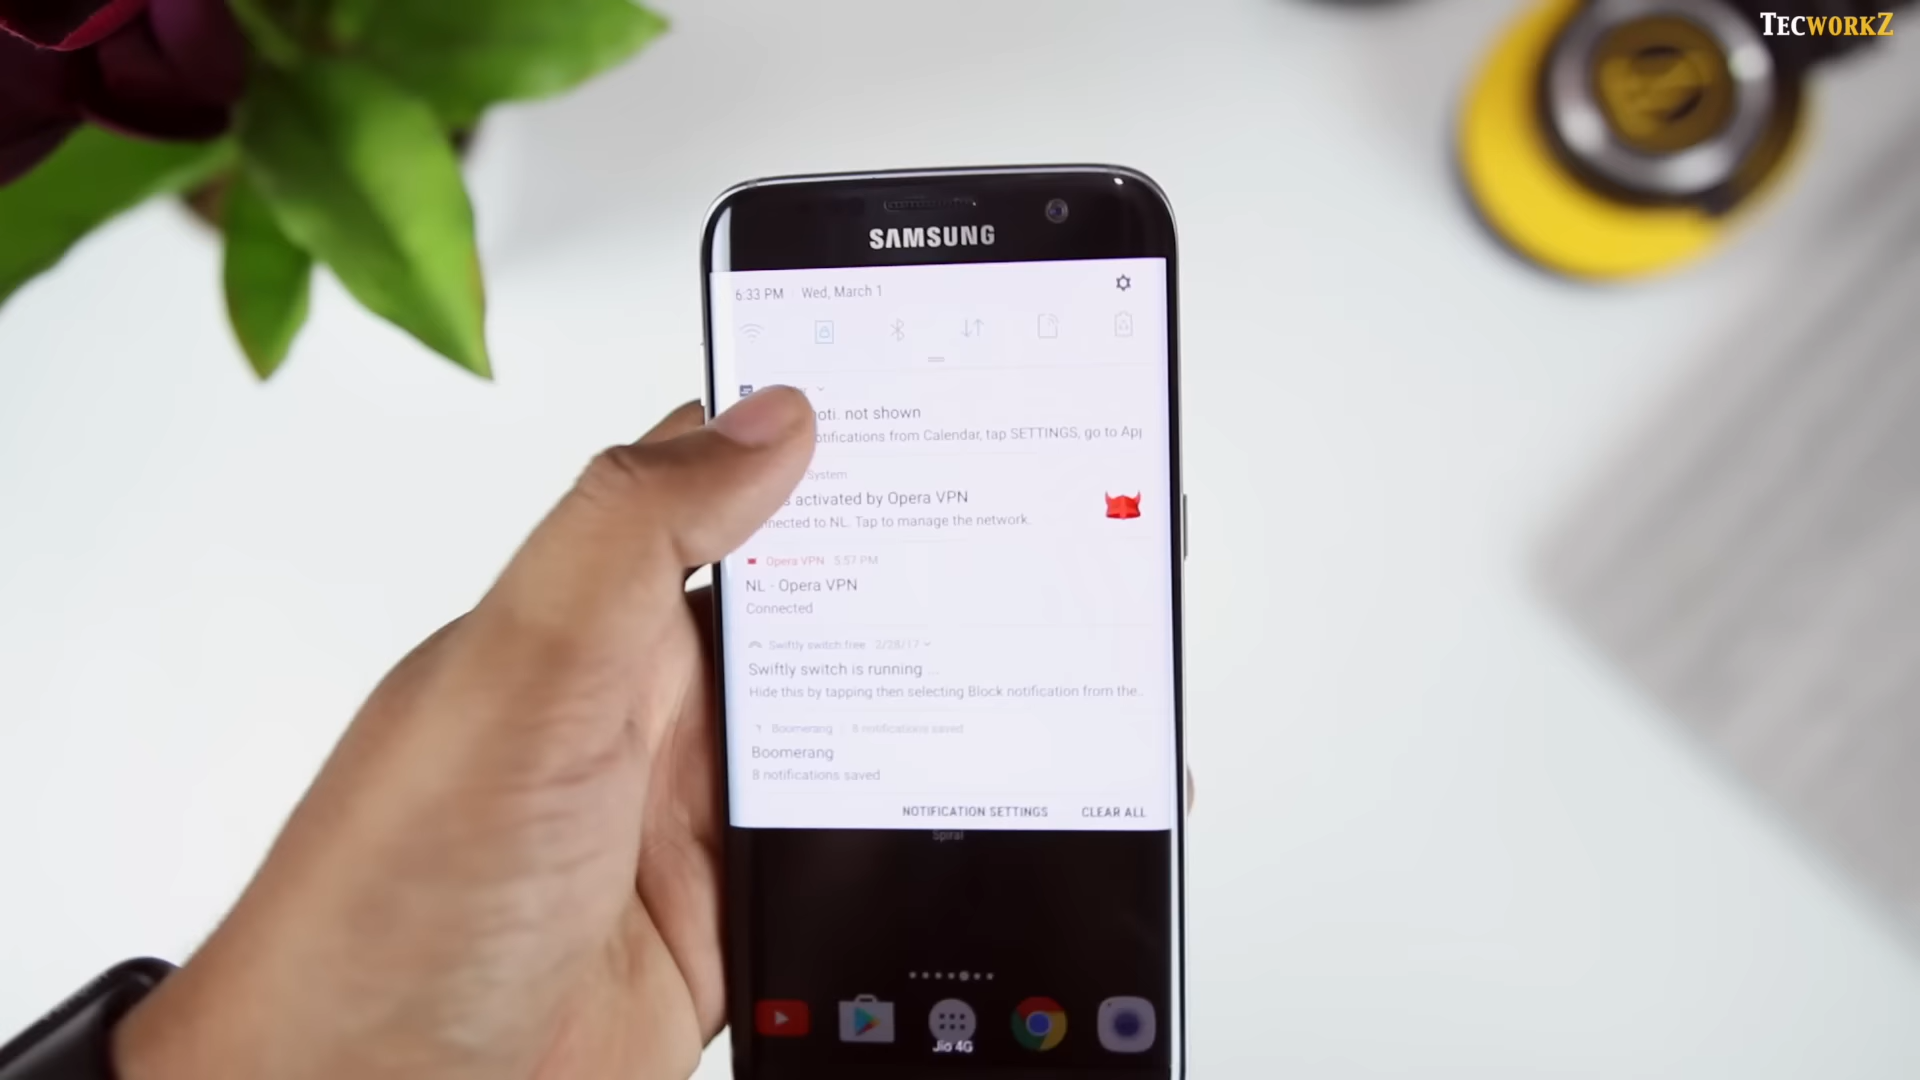 TECWORKZ
SAMSUNG
6:33 PM Wed, March 1
oti. not shown
otifications from Calendar, tap SETTINGS, go to App
System
activated by Opera VPN
nnected to NL. Tap to manage the network.
Opera VPN 5:57 PM
NL - Opera VPN
Connected
Swiftly switch free 2/28/17
Swiftly switch is running ...
Hide this by tapping then selecting Block notification from the...
Boomerang 8 notifications saved
Boomerang
8 notifications saved
NOTIFICATION SETTINGS CLEAR ALL
Spiral
Jio 4G